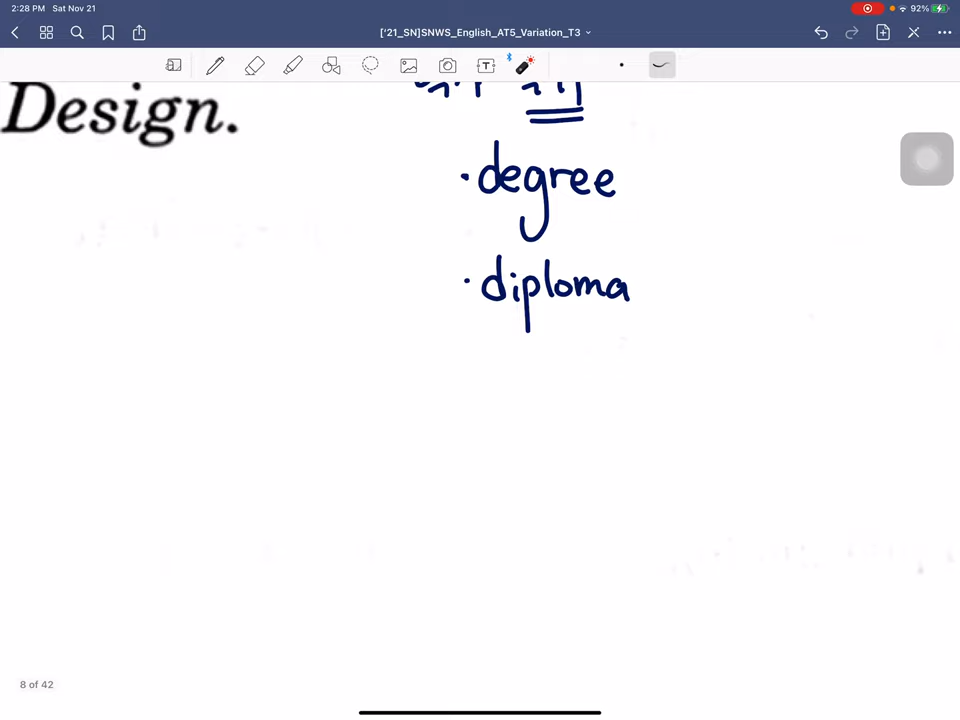 2:28 PM Sat Nov 21
92%
['21_SN]SNWS_English_AT5_Variation_T3
Design.
·degree
·diploma
8 of 42